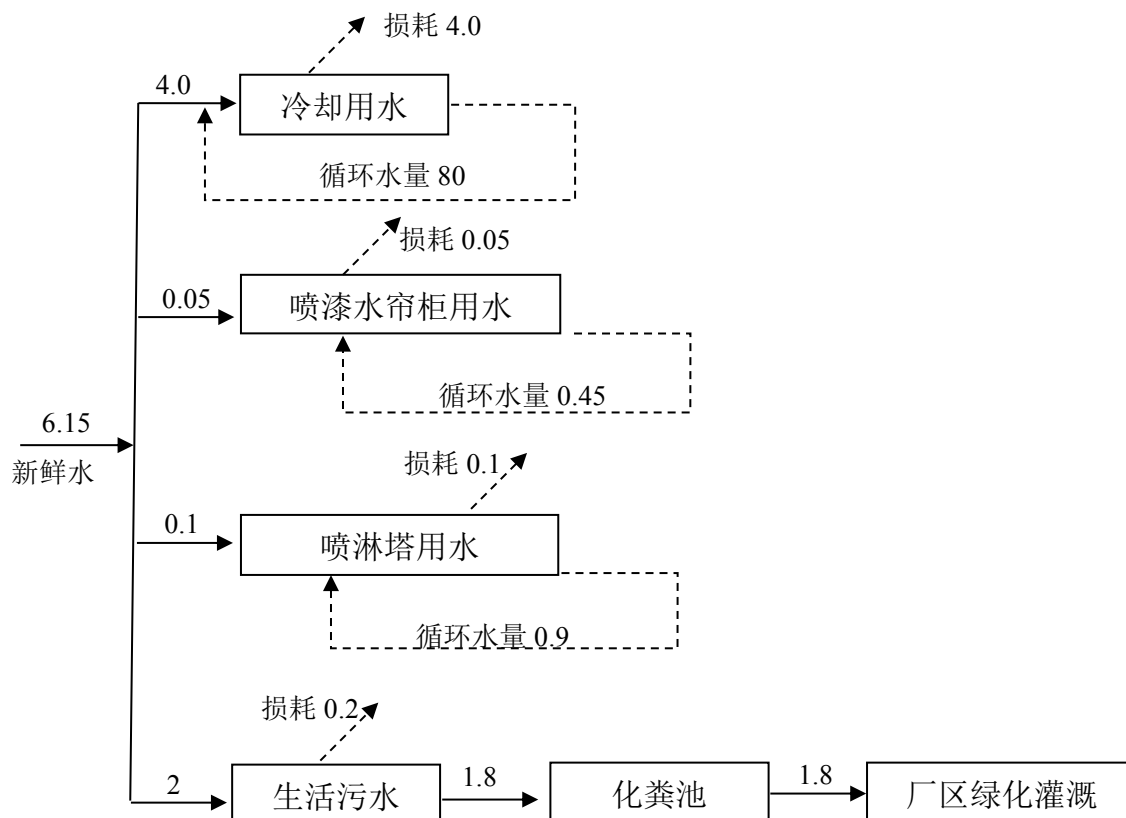 损耗 4.0
4.0
冷却用水
循环水量 80
损耗 0.05
0.05
喷漆水帘柜用水
循环水量 0.45
6.15
新鲜水
损耗 0.1
0.1
喷淋塔用水
循环水量 0.9
损耗 0.2
2
生活污水
1.8
化粪池
1.8
厂区绿化灌溉